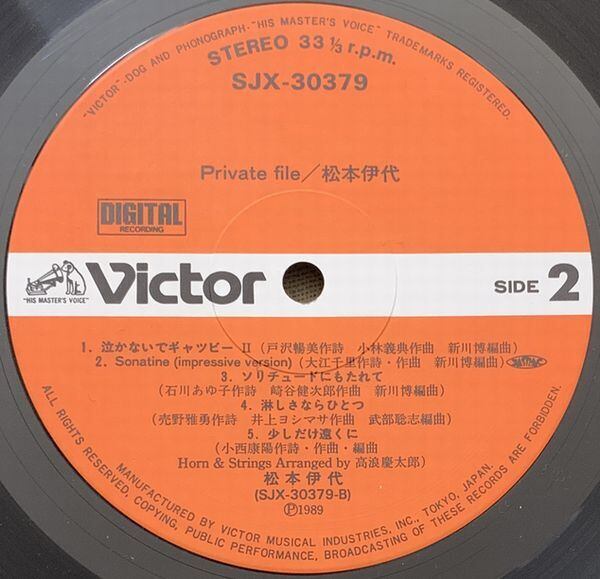 "VICTOR"-DOG AND PHONOGRAPH-"HIS MASTER'S VOICE" TRADEMARKS REGISTERED.
STEREO 33 1/3 r.p.m.
SJX-30379
Private file／松本伊代
DIGITAL
RECORDING
"HIS MASTER'S VOICE"
Victor
SIDE 2
1. 泣かないでギャツビー II (戸沢暢美作詩 小林義典作曲 新川博編曲)
2. Sonatine (impressive version) (大江千里作詩・作曲 新川博編曲)
3. ソリチュードにもたれて
(石川あゆ子作詩 崎谷健次郎作曲 新川博編曲)
4. 淋しさならひとつ
(売野雅勇作詩 井上ヨシマサ作曲 武部聡志編曲)
5. 少しだけ遠くに
(小西康陽作詩・作曲・編曲
Horn & Strings Arranged by 高浪慶太郎)
松本伊代
(SJX-30379-B)
Ⓟ1989
ALL RIGHTS RESERVED, COPYING, PUBLIC PERFORMANCE, BROADCASTING OF THESE RECORDS ARE FORBIDDEN.
MANUFACTURED BY VICTOR MUSICAL INDUSTRIES, INC., TOKYO, JAPAN.